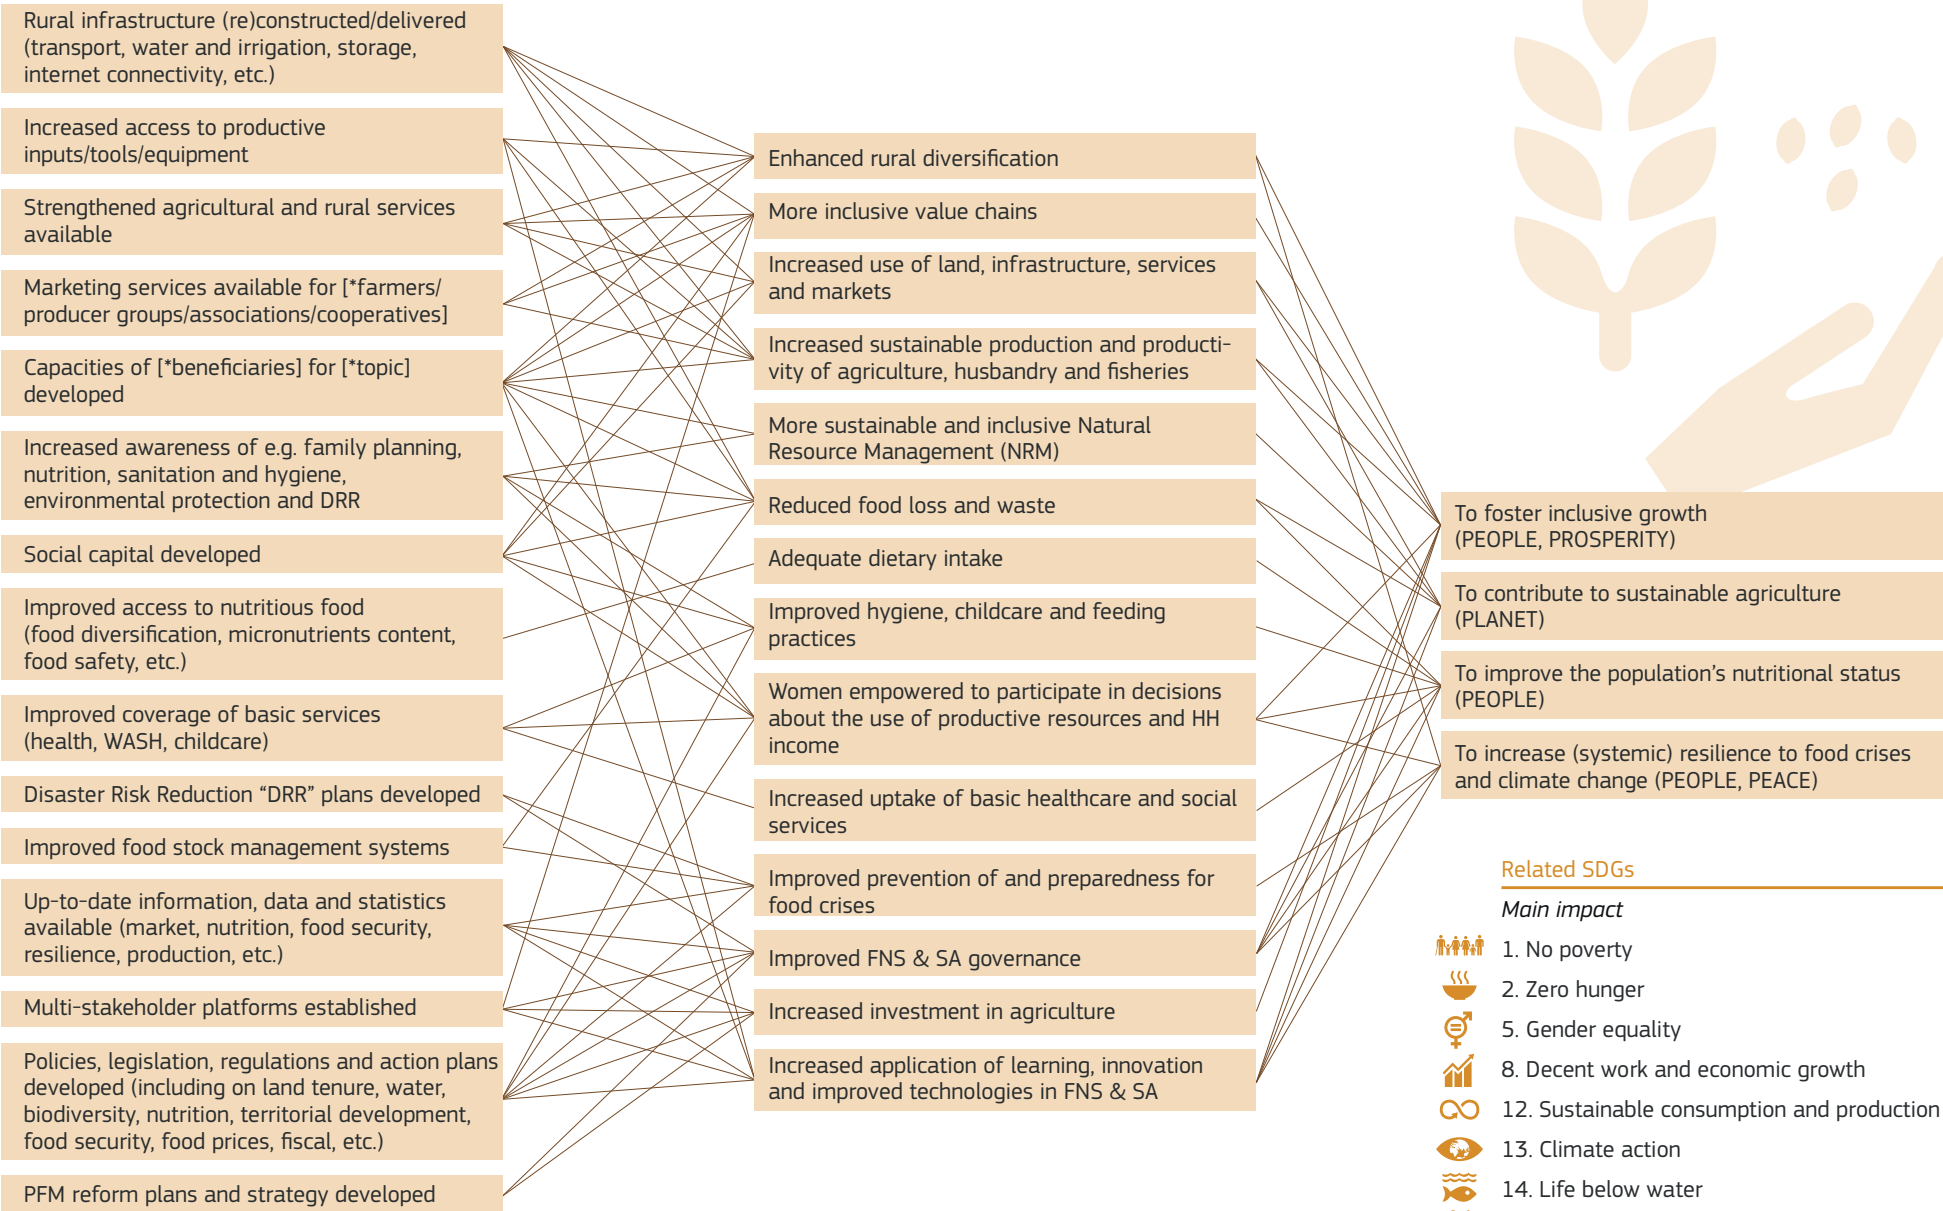 Rural infrastructure (re)constructed/delivered
(transport, water and irrigation, storage,
internet connectivity, etc.)
Increased access to productive
inputs/tools/equipment
Strengthened agricultural and rural services
available
Marketing services available for [*farmers/
producer groups/associations/cooperatives]
Capacities of [*beneficiaries] for [*topic]
developed
Increased awareness of e.g. family planning,
nutrition, sanitation and hygiene,
environmental protection and DRR
Social capital developed
Improved access to nutritious food
(food diversification, micronutrients content,
food safety, etc.)
Improved coverage of basic services
(health, WASH, childcare)
Disaster Risk Reduction “DRR” plans developed
Improved food stock management systems
Up-to-date information, data and statistics
available (market, nutrition, food security,
resilience, production, etc.)
Multi-stakeholder platforms established
Policies, legislation, regulations and action plans
developed (including on land tenure, water,
biodiversity, nutrition, territorial development,
food security, food prices, fiscal, etc.)
PFM reform plans and strategy developed
Enhanced rural diversification
More inclusive value chains
Increased use of land, infrastructure, services
and markets
Increased sustainable production and producti-
vity of agriculture, husbandry and fisheries
More sustainable and inclusive Natural
Resource Management (NRM)
Reduced food loss and waste
Adequate dietary intake
Improved hygiene, childcare and feeding
practices
Women empowered to participate in decisions
about the use of productive resources and HH
income
Increased uptake of basic healthcare and social
services
Improved prevention of and preparedness for
food crises
Improved FNS & SA governance
Increased investment in agriculture
Increased application of learning, innovation
and improved technologies in FNS & SA
To foster inclusive growth
(PEOPLE, PROSPERITY)
To contribute to sustainable agriculture
(PLANET)
To improve the population’s nutritional status
(PEOPLE)
To increase (systemic) resilience to food crises
and climate change (PEOPLE, PEACE)
Related SDGs
Main impact
1. No poverty
2. Zero hunger
5. Gender equality
8. Decent work and economic growth
12. Sustainable consumption and production
13. Climate action
14. Life below water